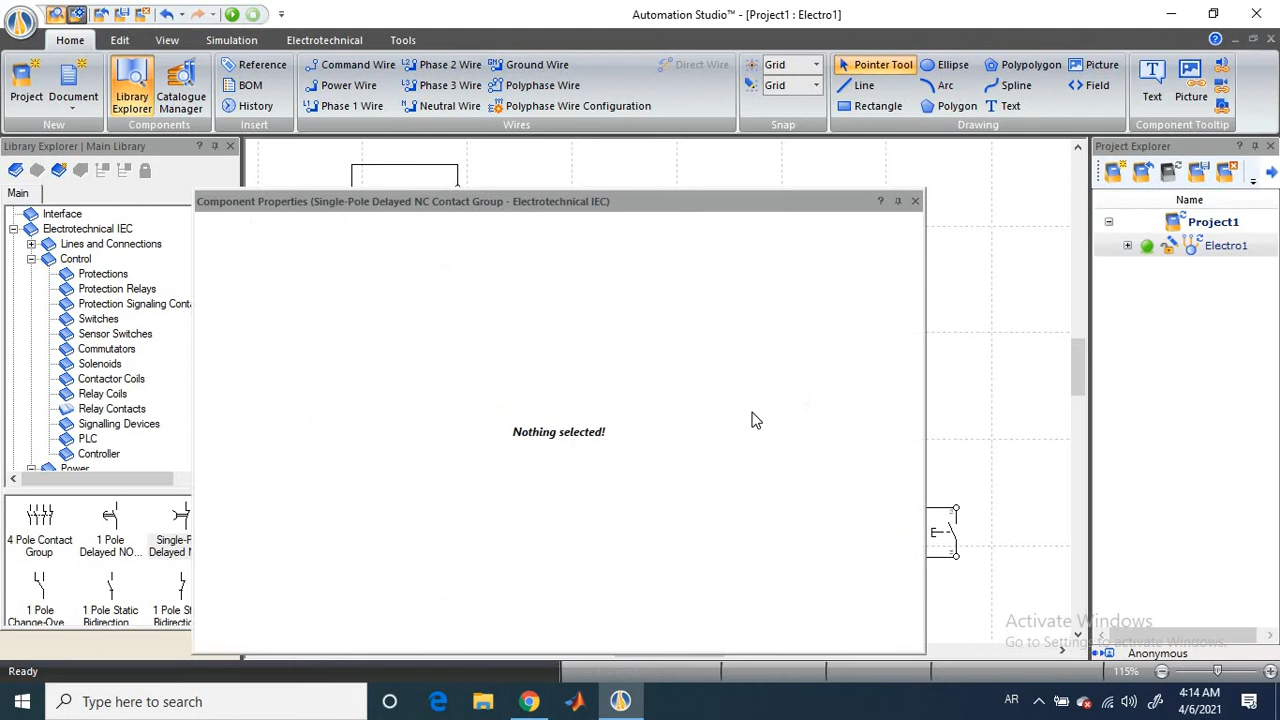 Automation Studio™ - [Project1 : Electro1]
Home Edit View Simulation Electrotechnical Tools
Project Document
New
Library Explorer Catalogue Manager
Components
Reference
BOM
History
Insert
Command Wire Phase 2 Wire Ground Wire Direct Wire
Power Wire Phase 3 Wire Polyphase Wire
Phase 1 Wire Neutral Wire Polyphase Wire Configuration
Wires
Grid
Grid
Snap
Pointer Tool Ellipse Polypolygon Picture
Line Arc Spline Field
Rectangle Polygon Text
Drawing
Text Picture
Component Tooltip
Library Explorer | Main Library
Main
Interface
Electrotechnical IEC
Lines and Connections
Control
Protections
Protection Relays
Protection Signaling Conta
Switches
Sensor Switches
Commutators
Solenoids
Contactor Coils
Relay Coils
Relay Contacts
Signalling Devices
PLC
Controller
Power
4 Pole Contact Group
1 Pole Delayed NO...
Single-P
Delayed N
1 Pole Change-Ove
1 Pole Static Bidirection
1 Pole St
Bidirection
Component Properties (Single-Pole Delayed NC Contact Group - Electrotechnical IEC)
Nothing selected!
Project Explorer
Name
Project1
Electro1
Activate Windows
Go to Settings to activate Windows.
Anonymous
Ready
115%
Type here to search
AR
4:14 AM
4/6/2021